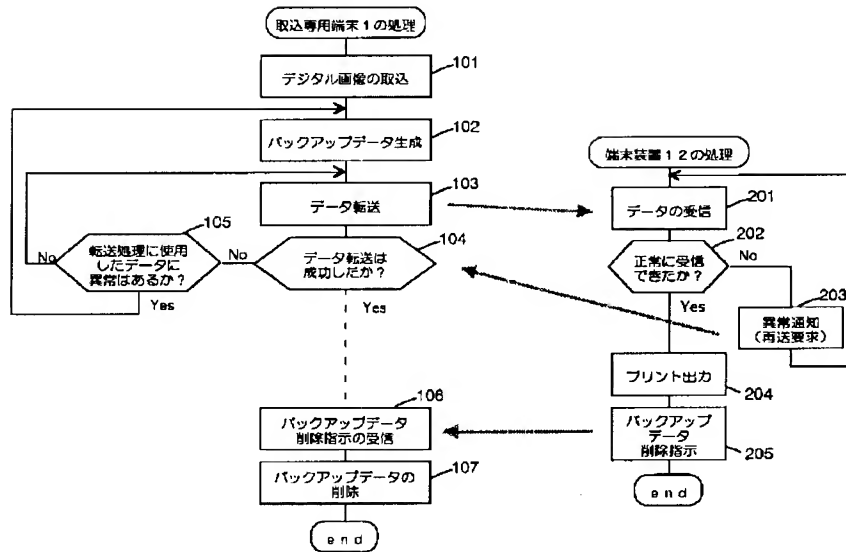 取込専用端末1の処理
デジタル画像の取込
101
バックアップデータ生成
102
データ転送
103
データ転送は
成功したか?
104
転送処理に使用
したデータに
異常はあるか?
105
No
No
Yes
Yes
バックアップデータ
削除指示の受信
106
バックアップデータの
削除
107
end
端末装置12の処理
データの受信
201
正常に受信
できたか?
202
No
Yes
異常通知
(再送要求)
203
プリント出力
204
バックアップ
データ
削除指示
205
end